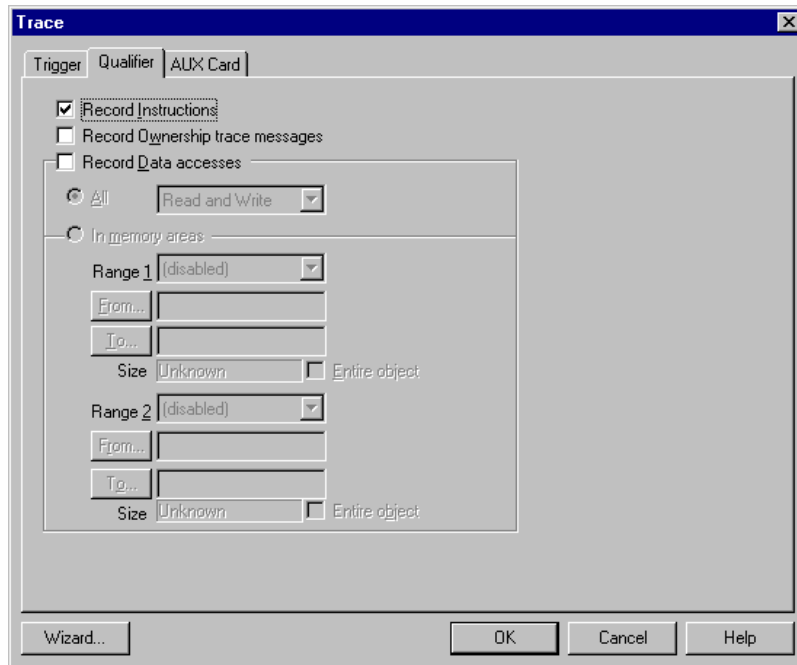 Trace
Trigger Qualifier AUX Card
Record Instructions
Record Ownership trace messages
Record Data accesses
All Read and Write
In memory areas
Range 1 (disabled)
From...
To...
Size Unknown Entire object
Range 2 (disabled)
From...
To...
Size Unknown Entire object
Wizard... OK Cancel Help